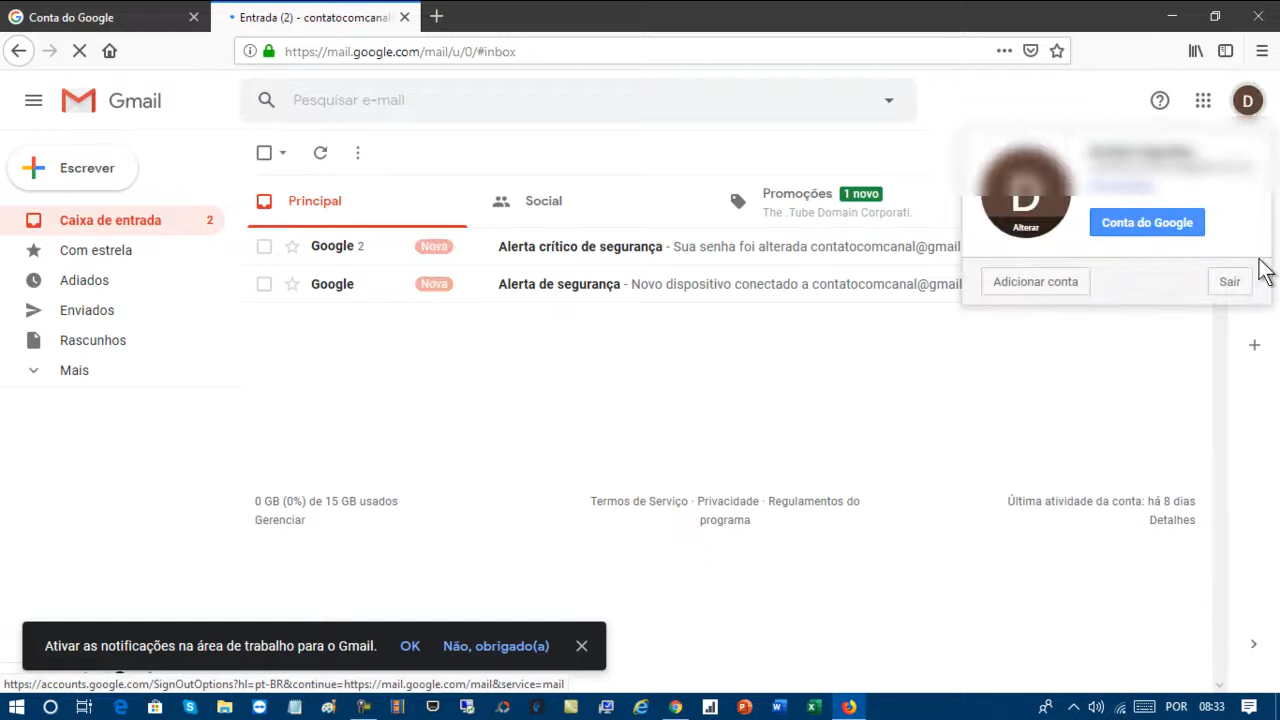 Conta do Google
Entrada (2) - contatocomcanal
https://mail.google.com/mail/u/0/#inbox
Gmail
Pesquisar e-mail
D
Escrever
Principal
Social
Promoções 1 novo
The .Tube Domain Corporati.
D
Alterar
Conta do Google
Adicionar conta
Sair
Caixa de entrada 2
Com estrela
Adiados
Enviados
Rascunhos
Mais
Google 2 Nova Alerta crítico de segurança - Sua senha foi alterada contatocomcanal@gmail
Google Nova Alerta de segurança - Novo dispositivo conectado a contatocomcanal@gmail
0 GB (0%) de 15 GB usados
Gerenciar
Termos de Serviço · Privacidade · Regulamentos do
programa
Última atividade da conta: há 8 dias
Detalhes
Ativar as notificações na área de trabalho para o Gmail. OK Não, obrigado(a)
https://accounts.google.com/SignOutOptions?hl=pt-BR&continue=https://mail.google.com/mail&service=mail
POR 08:33